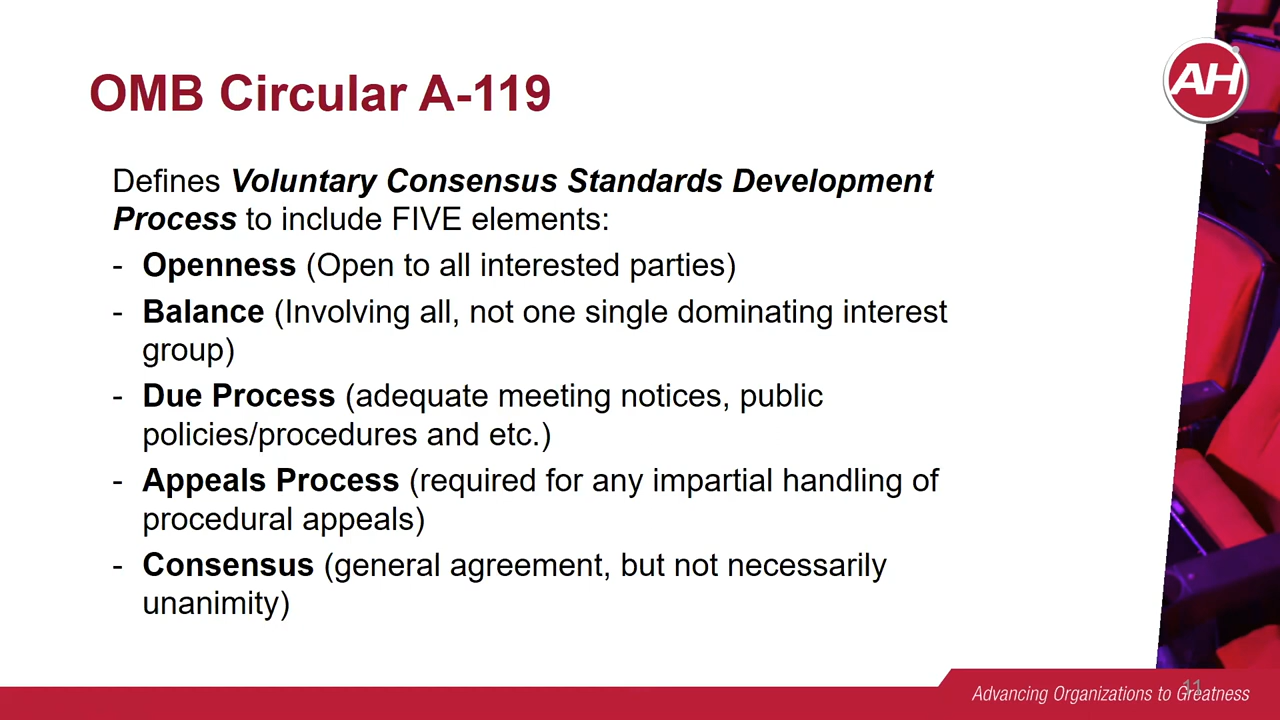 OMB Circular A-119
AH
Defines Voluntary Consensus Standards Development
Process to include FIVE elements:
- Openness (Open to all interested parties)
- Balance (Involving all, not one single dominating interest
group)
- Due Process (adequate meeting notices, public
policies/procedures and etc.)
- Appeals Process (required for any impartial handling of
procedural appeals)
- Consensus (general agreement, but not necessarily
unanimity)
Advancing Organizations to Greatness
11